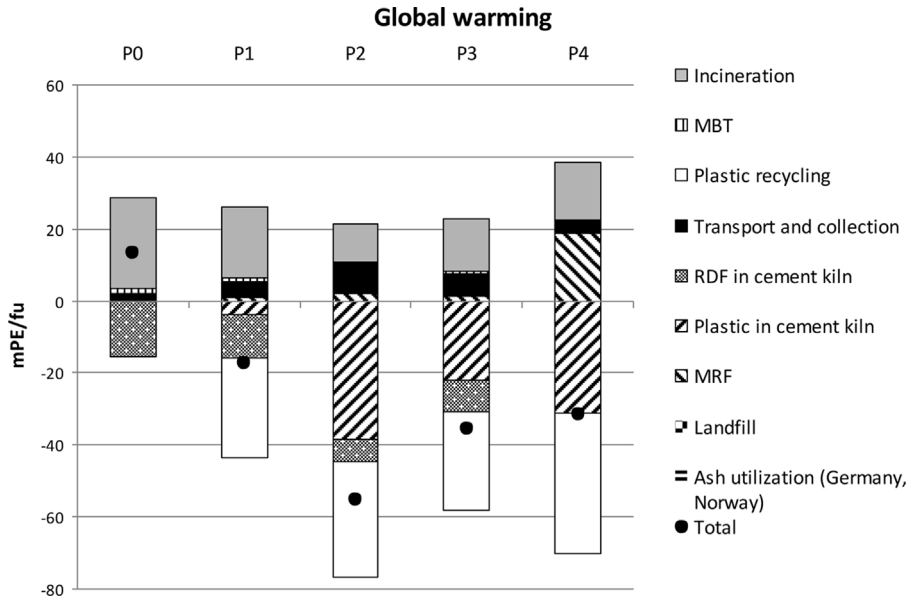 Global warming
P0 P1 P2 P3 P4
60
40
20
0
-20
-40
-60
-80
mPE/fu
Incineration
MBT
Plastic recycling
Transport and collection
RDF in cement kiln
Plastic in cement kiln
MRF
Landfill
Ash utilization (Germany,
Norway)
Total